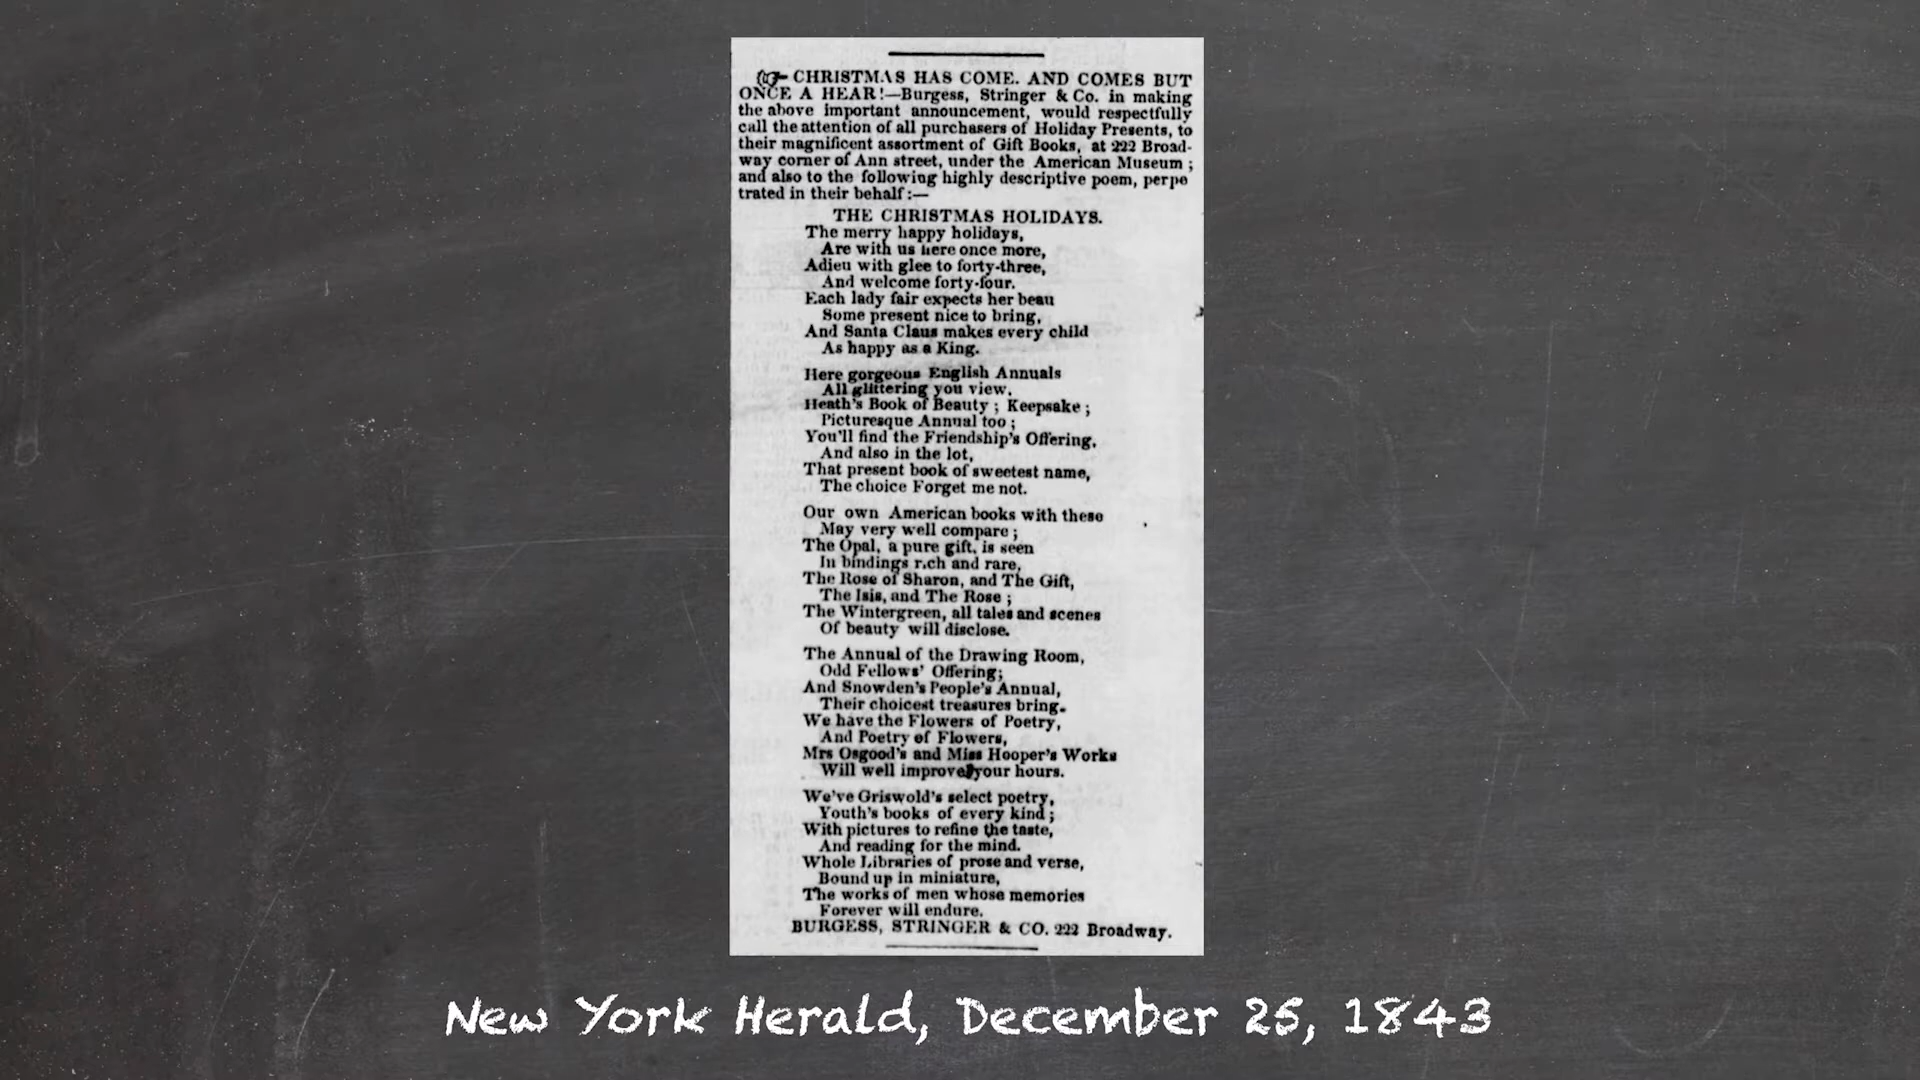 CHRISTMAS HAS COME. AND COMES BUT
ONCE A HEAR!—Burgess, Stringer & Co. in making
the above important announcement, would respectfully
call the attention of all purchasers of Holiday Presents, to
their magnificent assortment of Gift Books, at 222 Broad-
way corner of Ann street, under the American Museum ;
and also to the following highly descriptive poem, perpe
trated in their behalf :—
THE CHRISTMAS HOLIDAYS.
The merry happy holidays,
Are with us here once more,
Adieu with glee to forty-three,
And welcome forty-four.
Each lady fair expects her beau
Some present nice to bring,
And Santa Claus makes every child
As happy as a King.
Here gorgeous English Annuals
All glittering you view.
Heath's Book of Beauty ; Keepsake ;
Picturesque Annual too ;
You'll find the Friendship's Offering,
And also in the lot,
That present book of sweetest name,
The choice Forget me not.
Our own American books with these
May very well compare ;
The Opal, a pure gift, is seen
In bindings rich and rare,
The Rose of Sharon, and The Gift,
The Isis, and The Rose ;
The Wintergreen, all tales and scenes
Of beauty will disclose.
The Annual of the Drawing Room,
Odd Fellows' Offering;
And Snowden's People's Annual,
Their choicest treasures bring.
We have the Flowers of Poetry,
And Poetry of Flowers,
Mrs Osgood's and Miss Hooper's Works
Will well improve your hours.
We've Griswold's select poetry,
Youth's books of every kind ;
With pictures to refine the taste,
And reading for the mind.
Whole Libraries of prose and verse,
Bound up in miniature,
The works of men whose memories
Forever will endure.
BURGESS, STRINGER & CO. 222 Broadway.
New York Herald, December 25, 1843